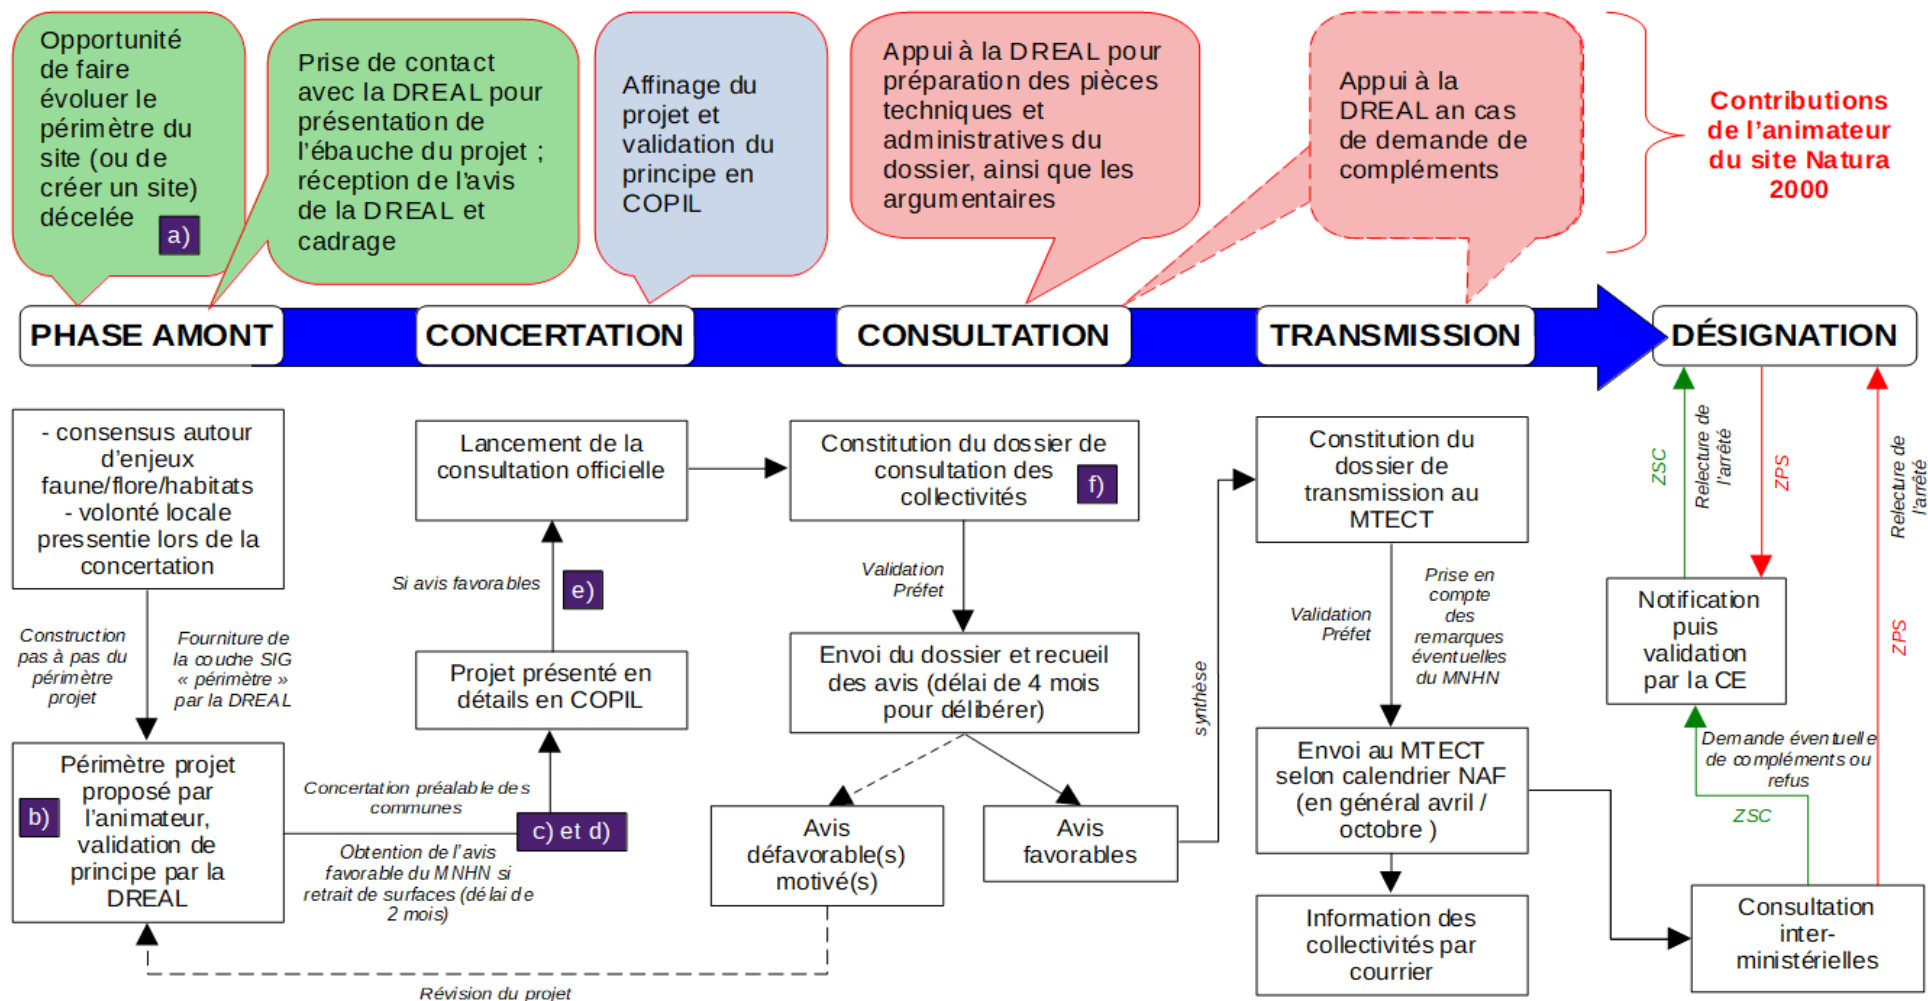 Opportunité
de faire
évoluer le
périmètre du
site (ou de
créer un site)
décelée
a)
Prise de contact
avec la DREAL pour
présentation de
l'ébauche du projet ;
réception de l'avis
de la DREAL et
cadrage
Affinage du
projet et
validation du
principe en
COPIL
Appui à la DREAL pour
préparation des pièces
techniques et
administratives du
dossier, ainsi que les
argumentaires
Appui à la
DREAL an cas
de demande de
compléments
Contributions
de l'animateur
du site Natura
2000
PHASE AMONT
CONCERTATION
CONSULTATION
TRANSMISSION
DÉSIGNATION
- consensus autour
d'enjeux
faune/flore/habitats
- volonté locale
pressentie lors de la
concertation
Construction
pas à pas du
périmètre
projet
Fourniture de
la couche SIG
« périmètre »
par la DREAL
b)
Périmètre projet
proposé par
l'animateur,
validation de
principe par la
DREAL
Concertation préalable des
communes
c) et d)
Obtention de l'avis
favorable du MNHN si
retrait de surfaces (délai de
2 mois)
Lancement de la
consultation officielle
Si avis favorables
e)
Projet présenté en
détails en COPIL
Constitution du dossier de
consultation des
collectivités
f)
Validation
Préfet
Envoi du dossier et recueil
des avis (délai de 4 mois
pour délibérer)
Avis
défavorable(s)
motivé(s)
Avis
favorables
Révision du projet
synthèse
Constitution du
dossier de
transmission au
MTECT
Validation
Préfet
Prise en
compte
des
remarques
éventuelles
du MNHN
Envoi au MTECT
selon calendrier NAF
(en général avril /
octobre )
Information des
collectivités par
courrier
ZSC
Relecture de
l'arrêté
ZPS
Relecture de
l'arrêté
Notification
puis
validation
par la CE
ZPS
Demande éventuelle
de compléments ou
refus
ZSC
Consultation
inter-
ministérielles